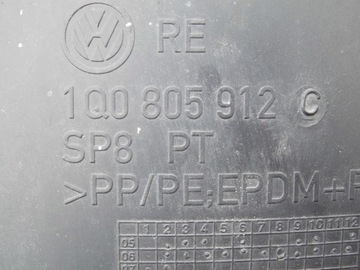 RE
1Q0 805 912 C
SP8 PT
>PP/PE;EPDM+
1 2 3 4 5 6 7 8 9 10 11 12
05
06